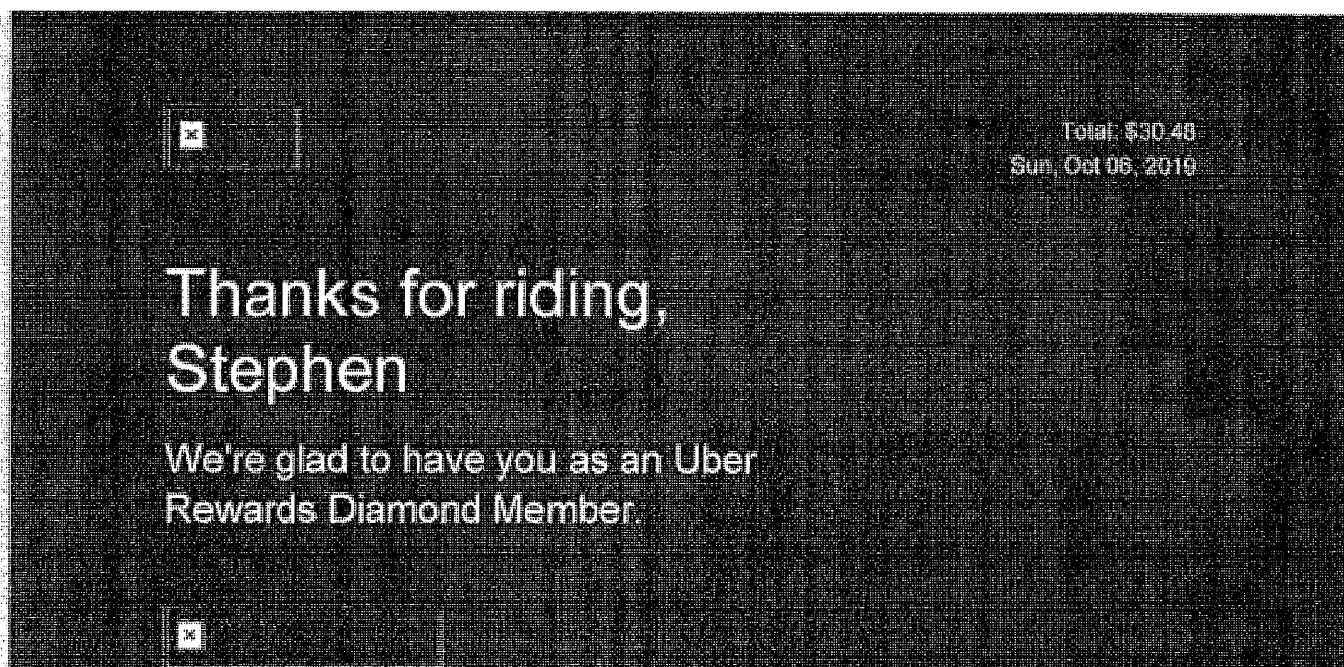 Total: $30.48
Sun, Oct 06, 2019
Thanks for riding,
Stephen
We're glad to have you as an Uber
Rewards Diamond Member.